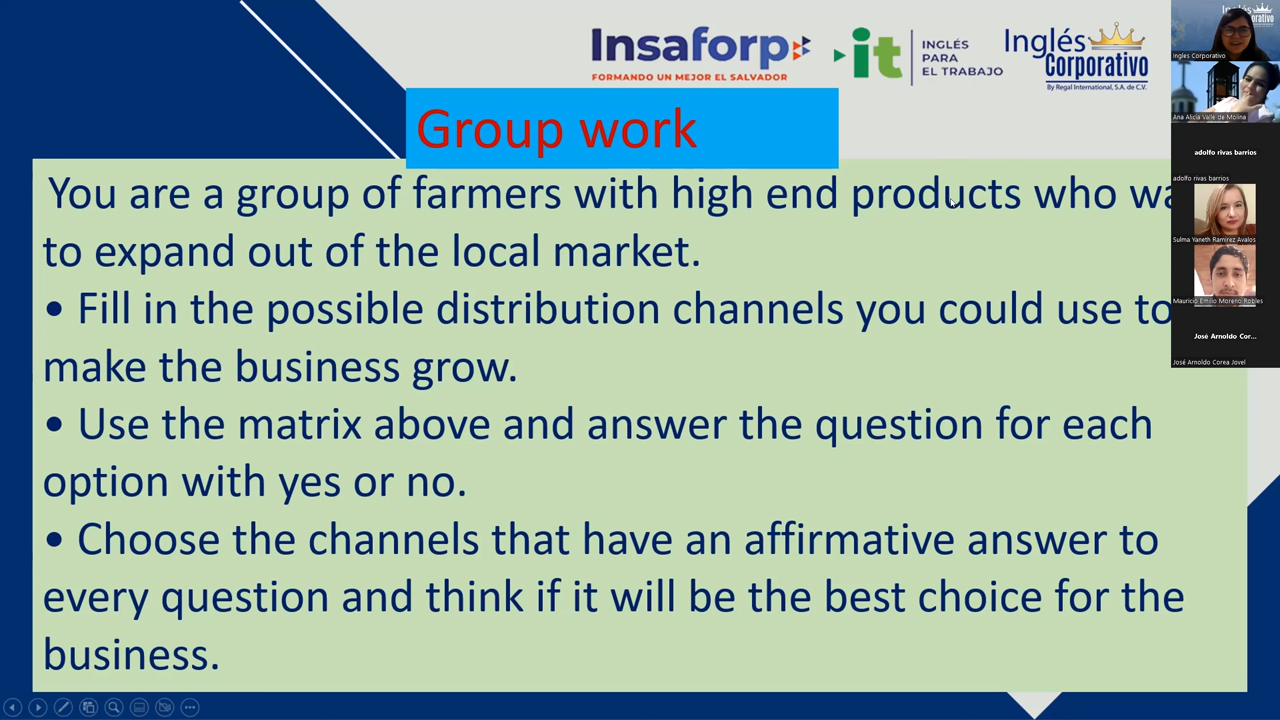 Insaforp
FORMANDO UN MEJOR EL SALVADOR
it
INGLÉS
PARA
EL TRABAJO
Inglés
Corporativo
By Regal International, S.A. de C.V.
Group work
You are a group of farmers with high end products who wa
to expand out of the local market.
• Fill in the possible distribution channels you could use to
make the business grow.
• Use the matrix above and answer the question for each
option with yes or no.
• Choose the channels that have an affirmative answer to
every question and think if it will be the best choice for the
business.
Ingles Corporativo
Ana Alicia Valle de Molina
adolfo rivas barrios
adolfo rivas barrios
Sulma Yaneth Ramirez Avalos
Mauricio Emilio Moreno Robles
José Arnoldo Cor...
José Arnoldo Corea Jovel